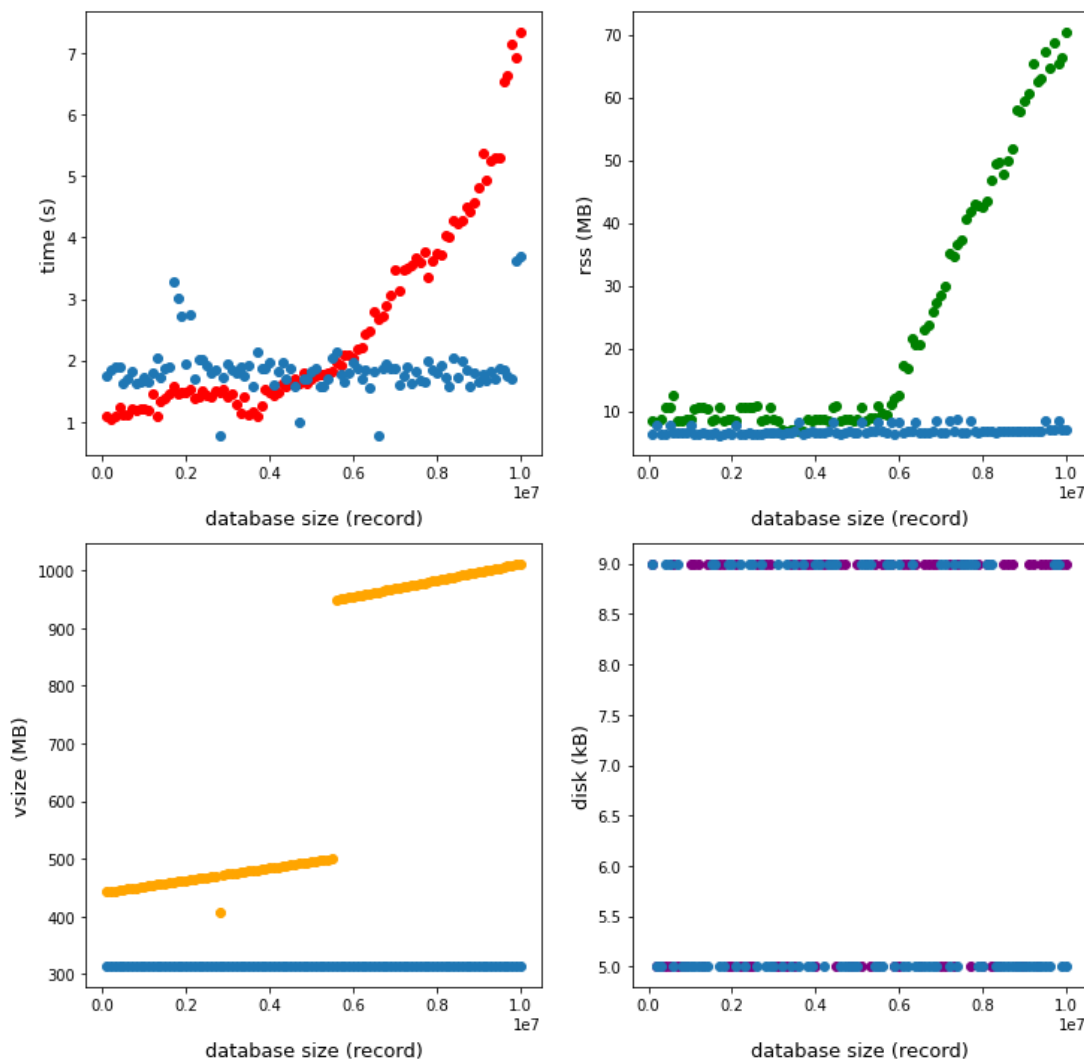 7
6
5
4
3
2
1
time (s)
0.0 0.2 0.4 0.6 0.8 1.0
1e7
database size (record)
70
60
50
40
30
20
10
rss (MB)
0.0 0.2 0.4 0.6 0.8 1.0
1e7
database size (record)
1000
900
800
700
600
500
400
300
vsize (MB)
0.0 0.2 0.4 0.6 0.8 1.0
1e7
database size (record)
9.0
8.5
8.0
7.5
7.0
6.5
6.0
5.5
5.0
disk (kB)
0.0 0.2 0.4 0.6 0.8 1.0
1e7
database size (record)